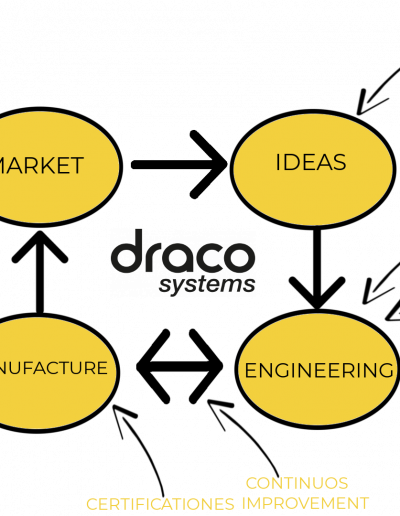 MARKET
IDEAS
draco
systems
NUFACTURE
ENGINEERING
CERTIFICATIONES
CONTINUOS
IMPROVEMENT